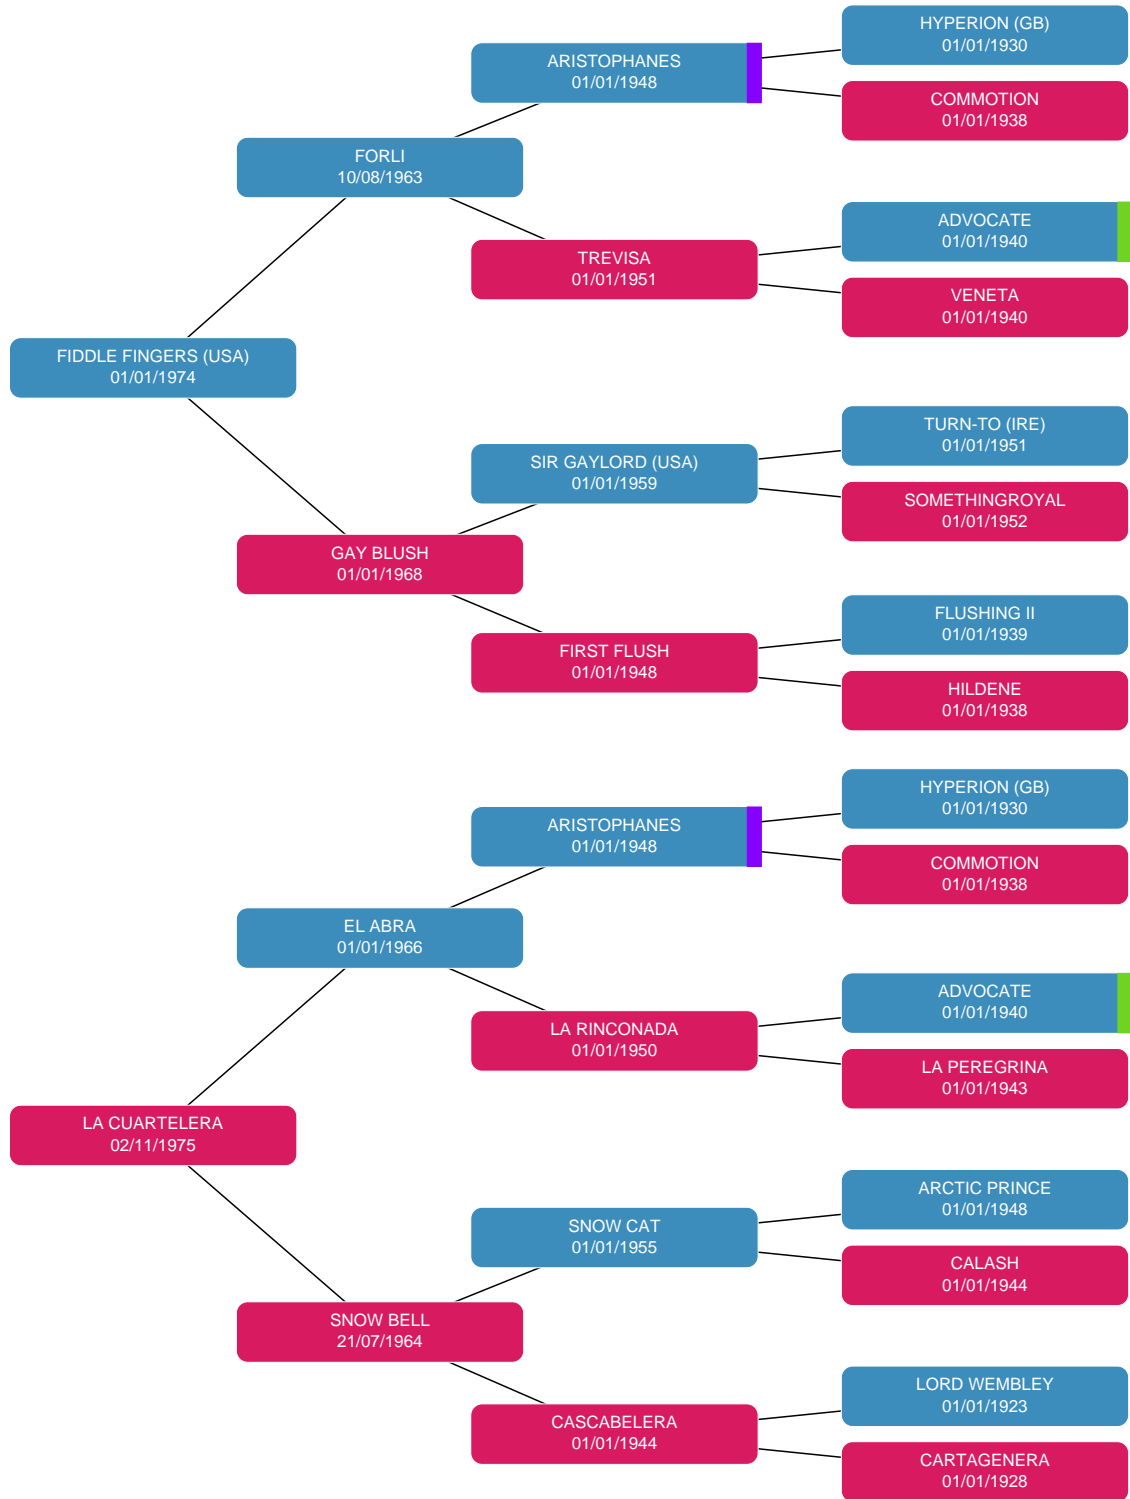 HYPERION (GB)
01/01/1930
ARISTOPHANES
01/01/1948
COMMOTION
01/01/1938
FORLI
10/08/1963
ADVOCATE
01/01/1940
TREVISA
01/01/1951
VENETA
01/01/1940
FIDDLE FINGERS (USA)
01/01/1974
TURN-TO (IRE)
01/01/1951
SIR GAYLORD (USA)
01/01/1959
SOMETHINGROYAL
01/01/1952
GAY BLUSH
01/01/1968
FLUSHING II
01/01/1939
FIRST FLUSH
01/01/1948
HILDENE
01/01/1938
HYPERION (GB)
01/01/1930
ARISTOPHANES
01/01/1948
COMMOTION
01/01/1938
EL ABRA
01/01/1966
ADVOCATE
01/01/1940
LA RINCONADA
01/01/1950
LA PEREGRINA
01/01/1943
LA CUARTELERA
02/11/1975
ARCTIC PRINCE
01/01/1948
SNOW CAT
01/01/1955
CALASH
01/01/1944
SNOW BELL
21/07/1964
LORD WEMBLEY
01/01/1923
CASCABELERA
01/01/1944
CARTAGENERA
01/01/1928